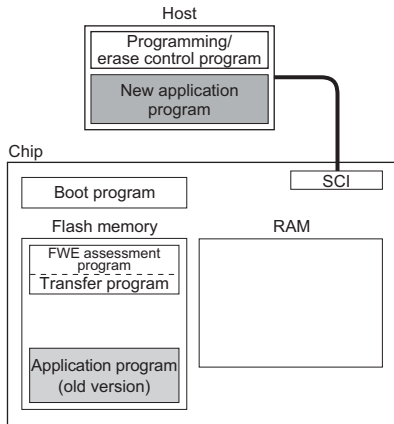 Host
Programming/
erase control program
New application
program
Chip
SCI
Boot program
Flash memory
RAM
FWE assessment
program
Transfer program
Application program
(old version)